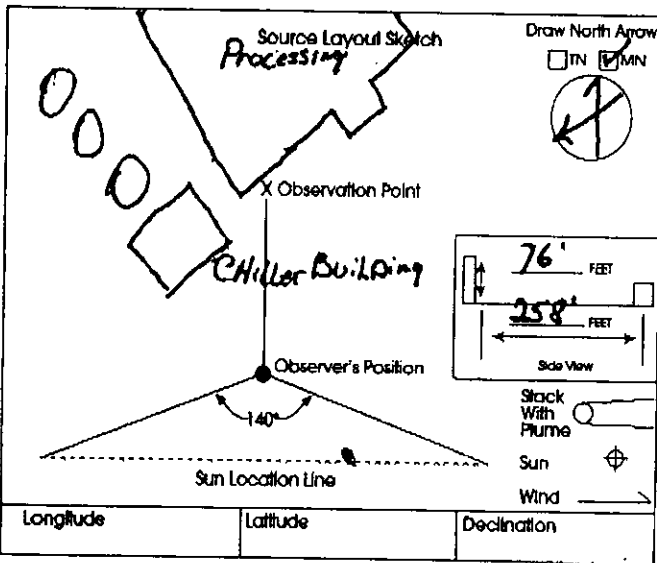 Source Layout Sketch
Processing
Draw North Arrow
TN MN
X Observation Point
CHiller BuiLDing
76' FEET
258' FEET
Side View
Observer's Position
140°
Sun Location Line
Stack
With
Plume
Sun
Wind
Longitude Latitude Declination